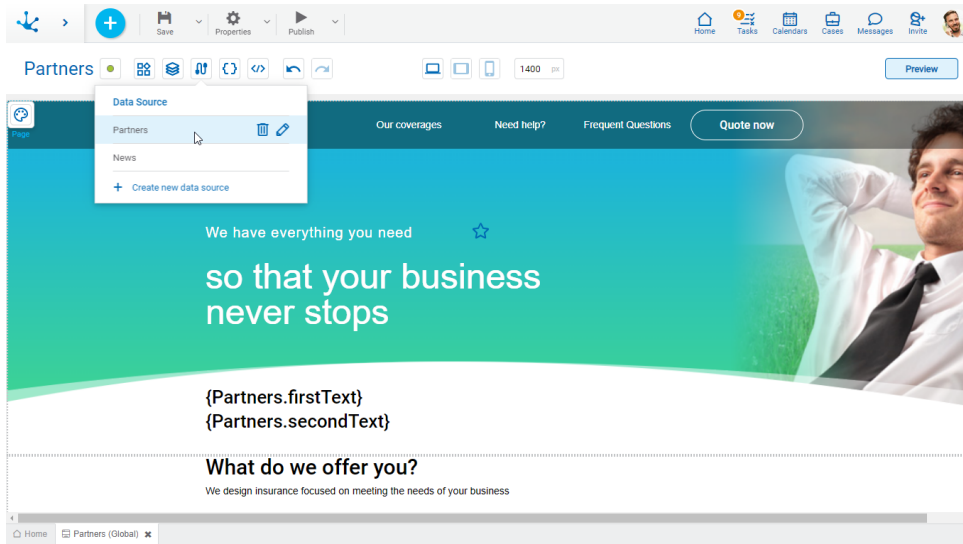 Save
Properties
Publish
Home
9
Tasks
Calendars
Cases
Messages
Invite
Partners
1400 px
Preview
Page
Data Source
Partners
News
+ Create new data source
Our coverages
Need help?
Frequent Questions
Quote now
We have everything you need
so that your business
never stops
{Partners.firstText}
{Partners.secondText}
What do we offer you?
We design insurance focused on meeting the needs of your business
Home
Partners (Global)